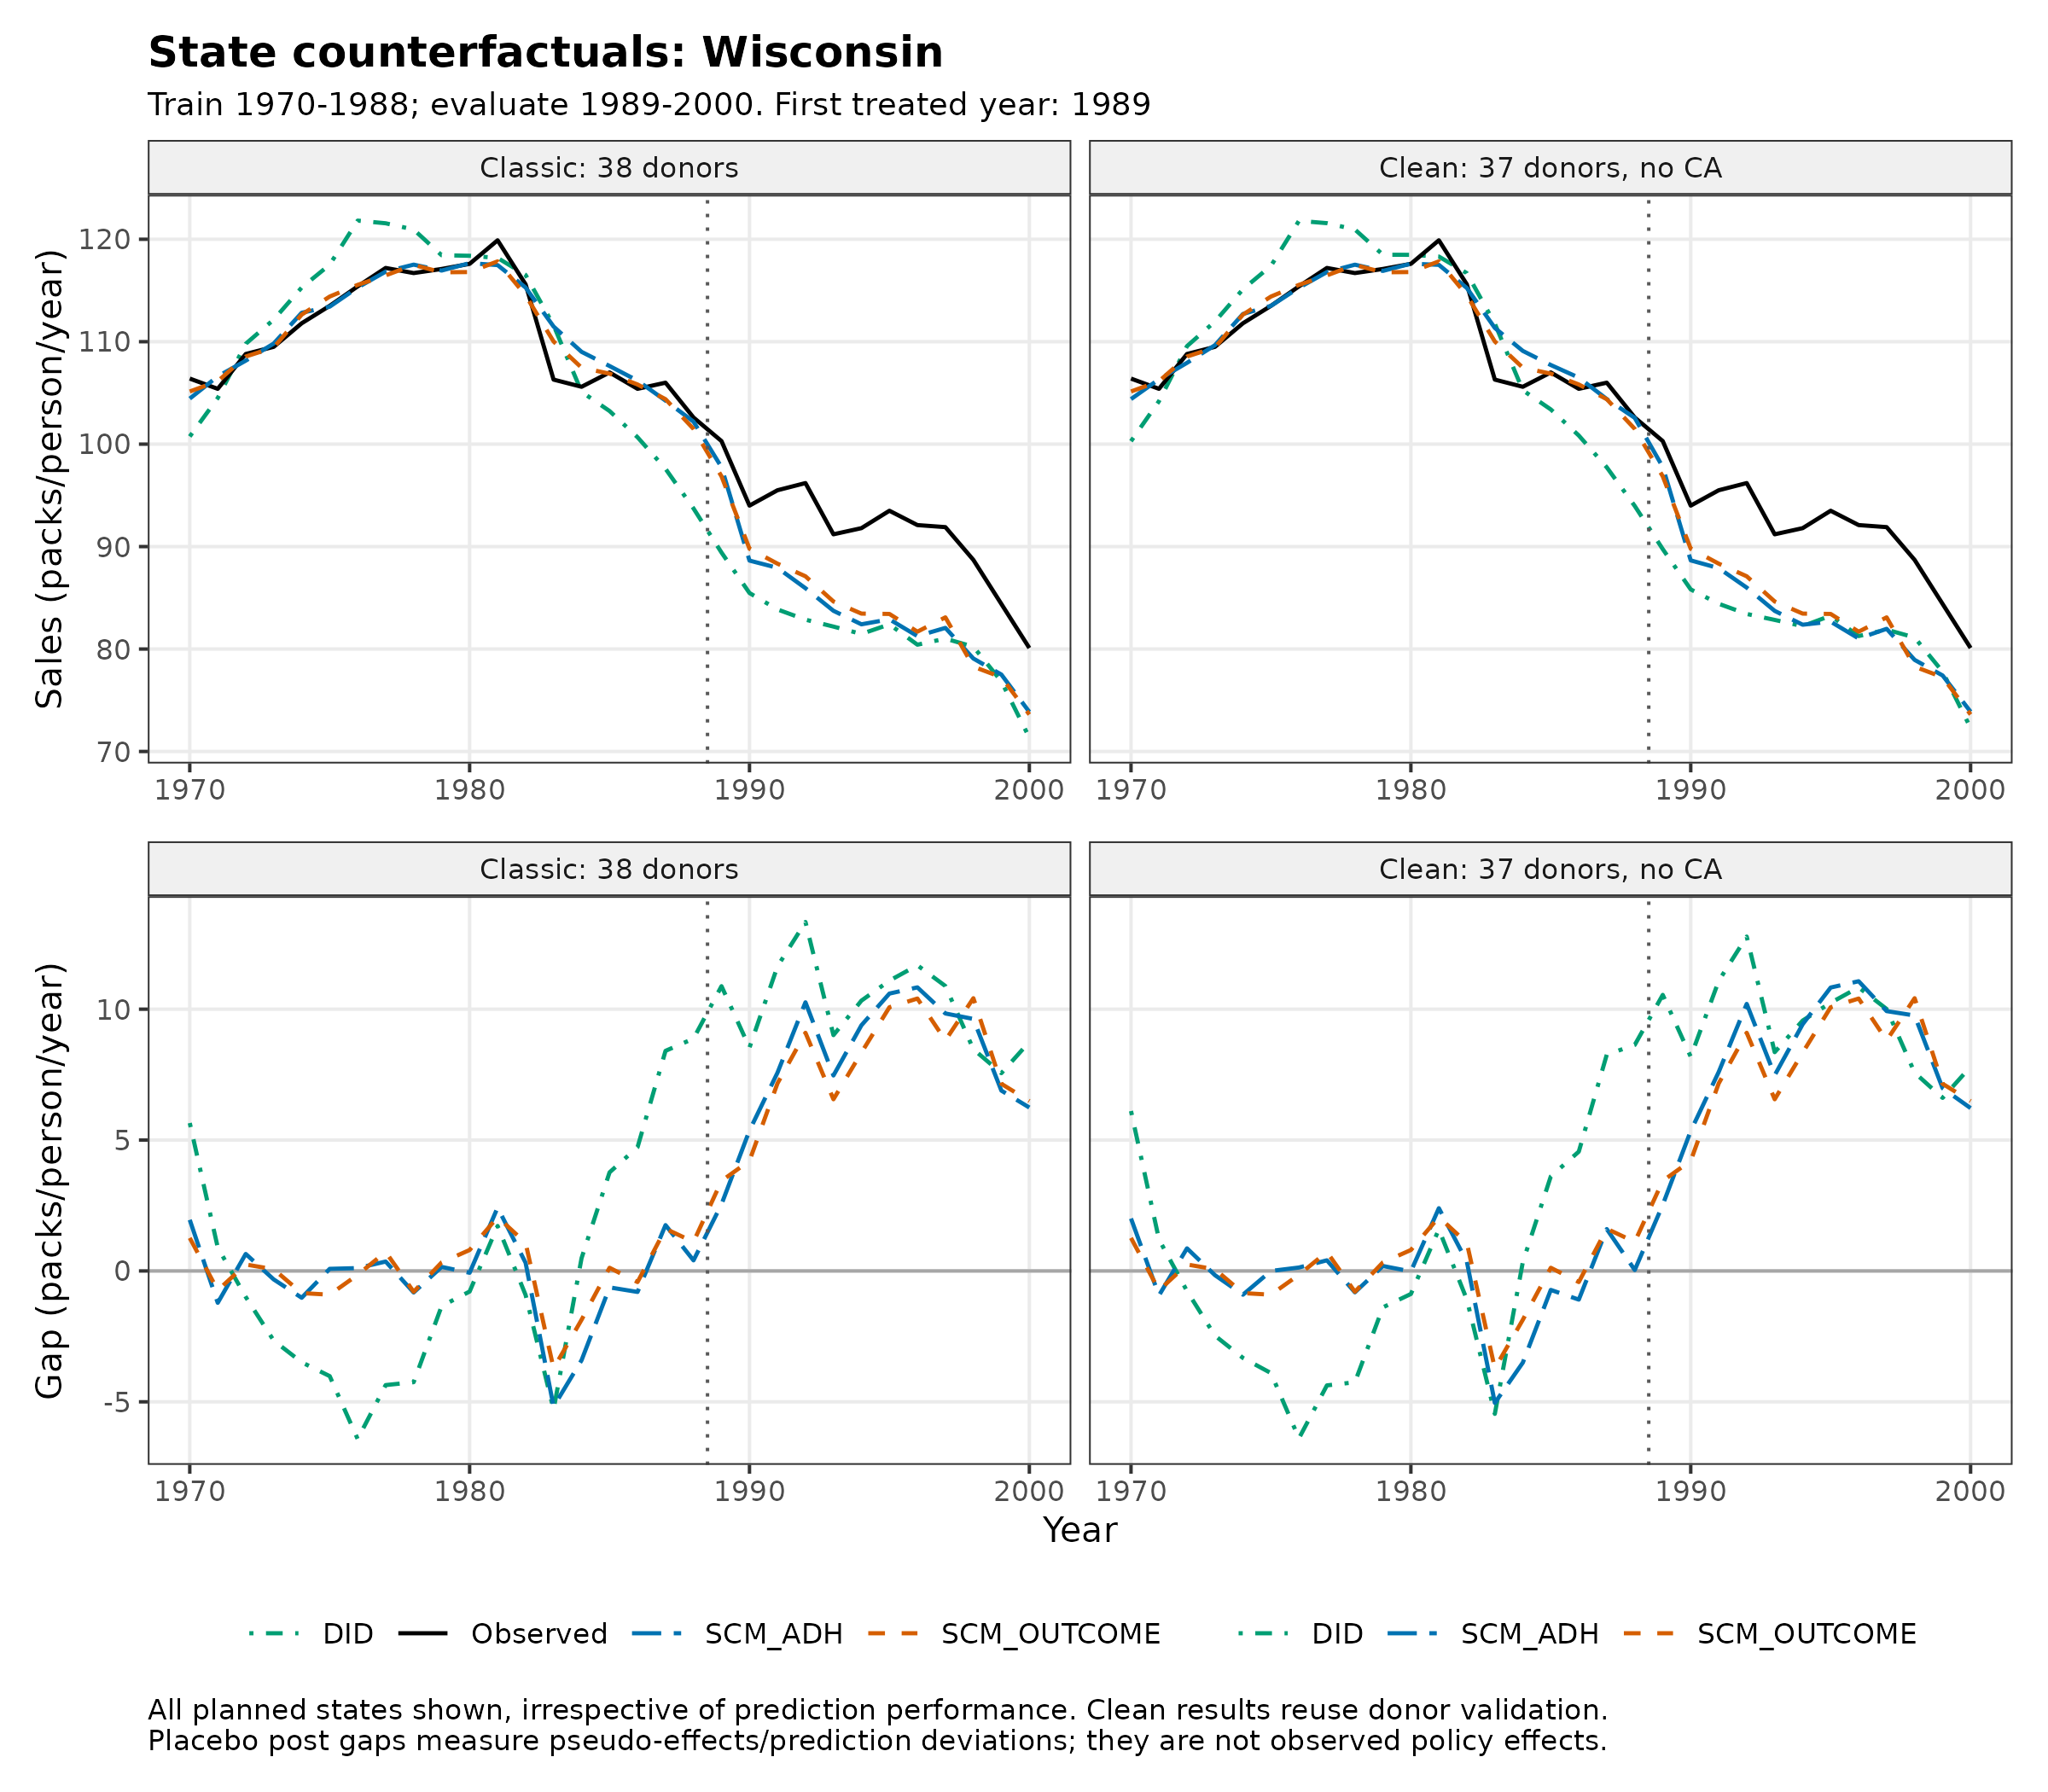 State counterfactuals: Wisconsin
Train 1970-1988; evaluate 1989-2000. First treated year: 1989
Classic: 38 donors
Clean: 37 donors, no CA
Sales (packs/person/year)
120
110
100
90
80
70
1970 1980 1990 2000
1970 1980 1990 2000
Classic: 38 donors
Clean: 37 donors, no CA
Gap (packs/person/year)
10
5
0
-5
1970 1980 1990 2000
1970 1980 1990 2000
Year
DID Observed SCM_ADH SCM_OUTCOME
DID SCM_ADH SCM_OUTCOME
All planned states shown, irrespective of prediction performance. Clean results reuse donor validation.
Placebo post gaps measure pseudo-effects/prediction deviations; they are not observed policy effects.